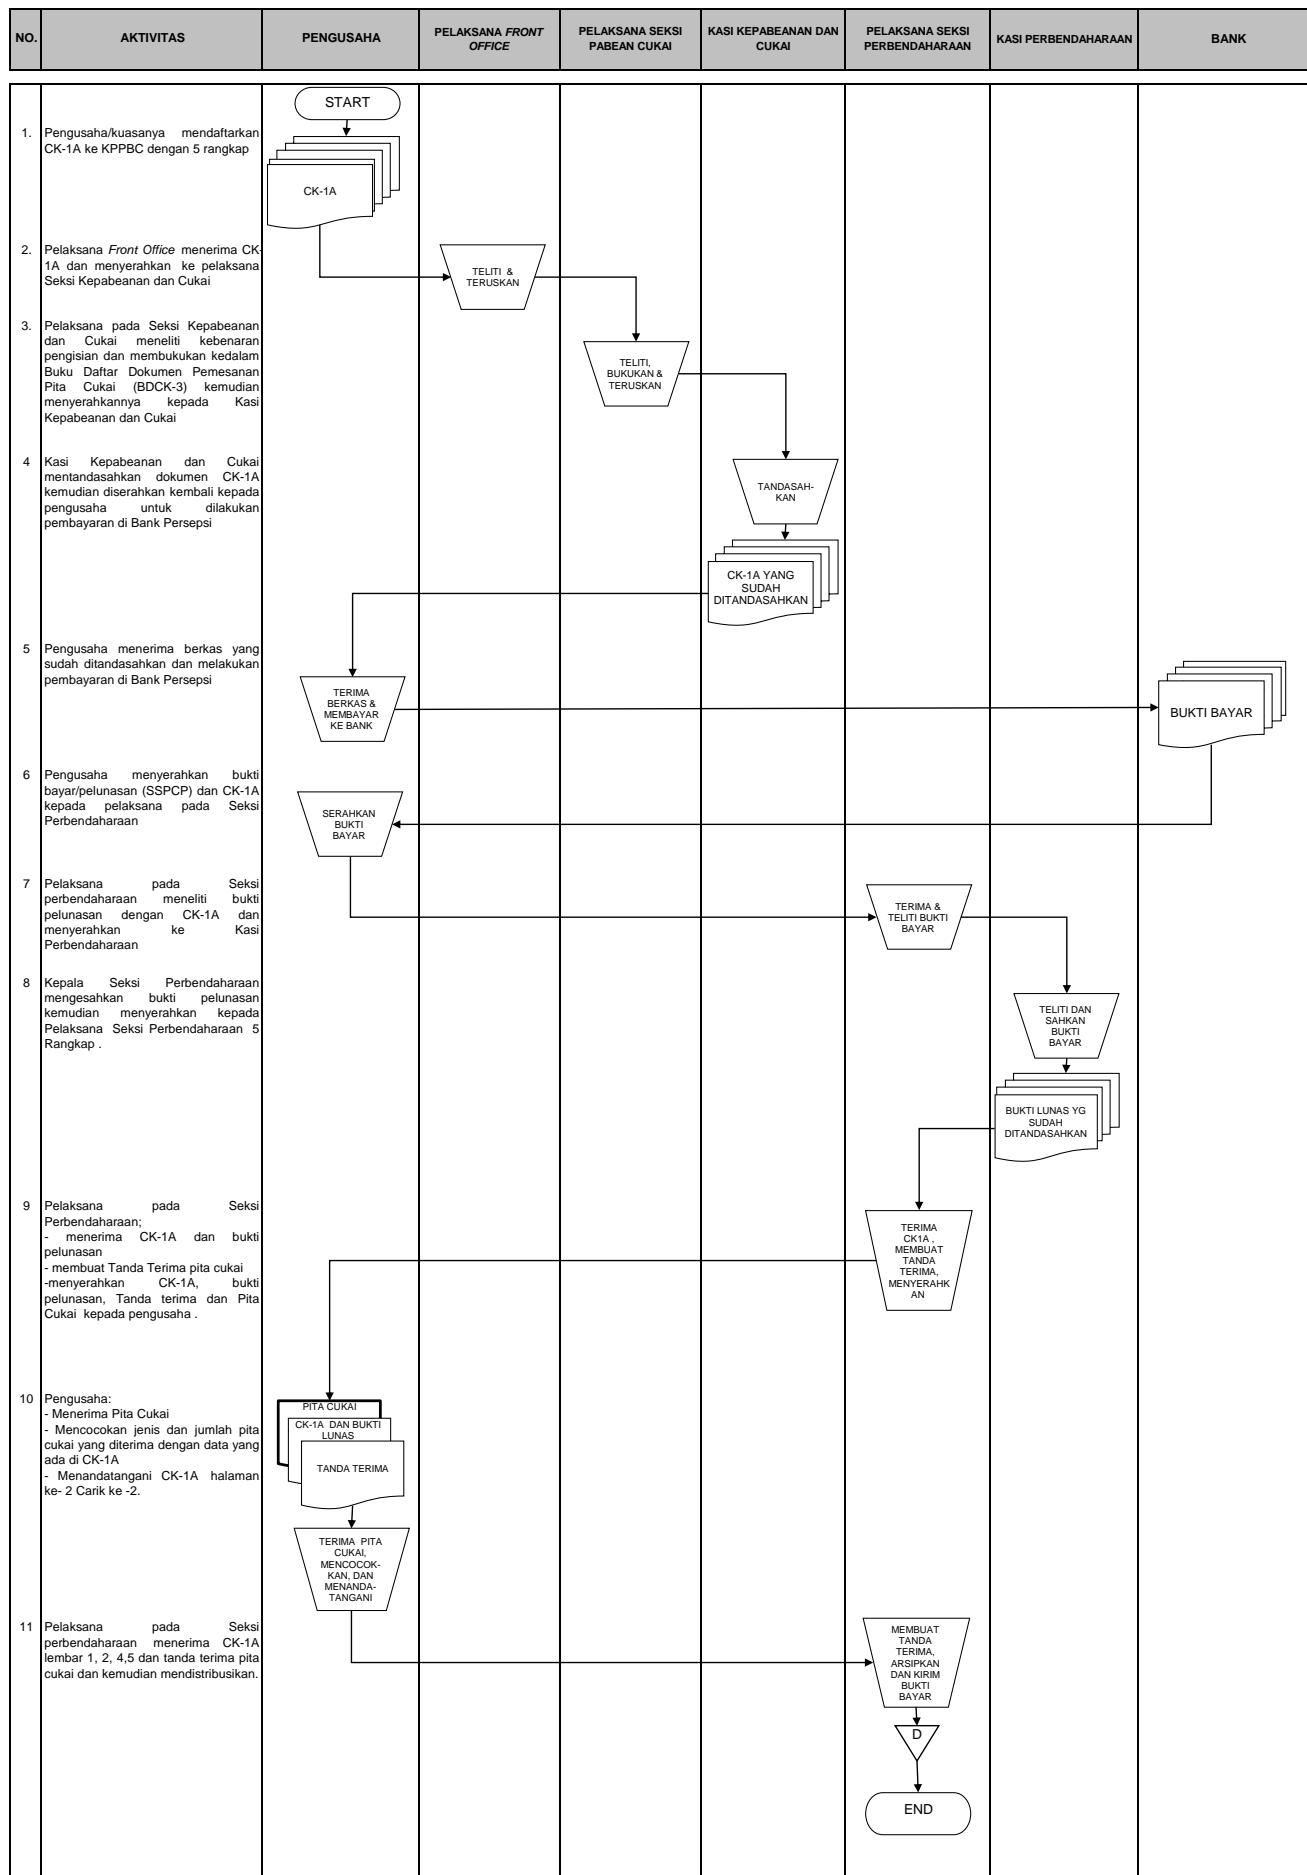 NO.
AKTIVITAS
PENGUSAHA
PELAKSANA FRONT
OFFICE
PELAKSANA SEKSI
PABEAN CUKAI
KASI KEPABEANAN DAN
CUKAI
PELAKSANA SEKSI
PERBENDAHARAAN
KASI PERBENDAHARAAN
BANK
START
1. Pengusaha/kuasanya mendaftarkan
CK-1A ke KPPBC dengan 5 rangkap
CK-1A
2. Pelaksana Front Office menerima CK-
1A dan menyerahkan ke pelaksana
Seksi Kepabeanan dan Cukai
TELITI &
TERUSKAN
3. Pelaksana pada Seksi Kepabeanan
dan Cukai meneliti kebenaran
pengisian dan membukukan kedalam
Buku Daftar Dokumen Pemesanan
Pita Cukai (BDCK-3) kemudian
menyerahkannya kepada Kasi
Kepabeanan dan Cukai
TELITI,
BUKUKAN &
TERUSKAN
4 Kasi Kepabeanan dan Cukai
mentandasahkan dokumen CK-1A
kemudian diserahkan kembali kepada
pengusaha untuk dilakukan
pembayaran di Bank Persepsi
TANDASAH-
KAN
CK-1A YANG
SUDAH
DITANDASAHKAN
5 Pengusaha menerima berkas yang
sudah ditandasahkan dan melakukan
pembayaran di Bank Persepsi
TERIMA
BERKAS &
MEMBAYAR
KE BANK
BUKTI BAYAR
6 Pengusaha menyerahkan bukti
bayar/pelunasan (SSPCP) dan CK-1A
kepada pelaksana pada Seksi
Perbendaharaan
SERAHKAN
BUKTI
BAYAR
7 Pelaksana pada Seksi
perbendaharaan meneliti bukti
pelunasan dengan CK-1A dan
menyerahkan ke Kasi
Perbendaharaan
TERIMA &
TELITI BUKTI
BAYAR
8 Kepala Seksi Perbendaharaan
mengesahkan bukti pelunasan
kemudian menyerahkan kepada
Pelaksana Seksi Perbendaharaan 5
Rangkap .
TELITI DAN
SAHKAN
BUKTI
BAYAR
BUKTI LUNAS YG
SUDAH
DITANDASAHKAN
9 Pelaksana pada Seksi
Perbendaharaan;
- menerima CK-1A dan bukti
pelunasan
- membuat Tanda Terima pita cukai
-menyerahkan CK-1A, bukti
pelunasan, Tanda terima dan Pita
Cukai kepada pengusaha .
TERIMA
CK1A ,
MEMBUAT
TANDA
TERIMA,
MENYERAHK
AN
10 Pengusaha:
- Menerima Pita Cukai
- Mencocokan jenis dan jumlah pita
cukai yang diterima dengan data yang
ada di CK-1A
- Menandatangani CK-1A halaman
ke- 2 Carik ke -2.
PITA CUKAI
CK-1A DAN BUKTI
LUNAS
TANDA TERIMA
TERIMA PITA
CUKAI,
MENCOCOK-
KAN, DAN
MENANDA-
TANGANI
11 Pelaksana pada Seksi
perbendaharaan menerima CK-1A
lembar 1, 2, 4,5 dan tanda terima pita
cukai dan kemudian mendistribusikan.
MEMBUAT
TANDA
TERIMA,
ARSIPKAN
DAN KIRIM
BUKTI
BAYAR
D
END